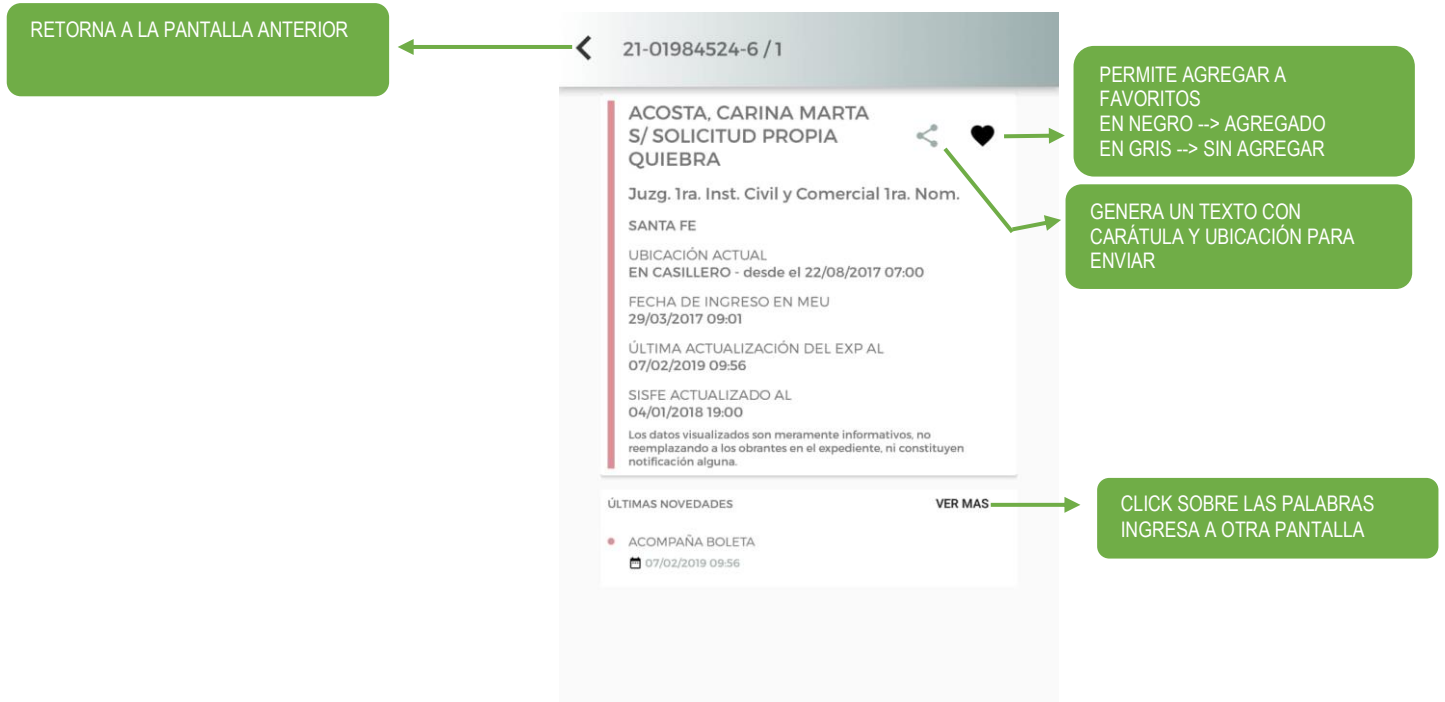 RETORNA A LA PANTALLA ANTERIOR
21-01984524-6 / 1
ACOSTA, CARINA MARTA
S/ SOLICITUD PROPIA
QUIEBRA
Juzg. 1ra. Inst. Civil y Comercial 1ra. Nom.
SANTA FE
UBICACIÓN ACTUAL
EN CASILLERO - desde el 22/08/2017 07:00
FECHA DE INGRESO EN MEU
29/03/2017 09:01
ÚLTIMA ACTUALIZACIÓN DEL EXP AL
07/02/2019 09:56
SISFE ACTUALIZADO AL
04/01/2018 19:00
Los datos visualizados son meramente informativos, no
reemplazando a los obrantes en el expediente, ni constituyen
notificación alguna.
PERMITE AGREGAR A
FAVORITOS
EN NEGRO --> AGREGADO
EN GRIS --> SIN AGREGAR
GENERA UN TEXTO CON
CARÁTULA Y UBICACIÓN PARA
ENVIAR
ÚLTIMAS NOVEDADES
VER MAS
ACOMPAÑA BOLETA
07/02/2019 09:56
CLICK SOBRE LAS PALABRAS
INGRESA A OTRA PANTALLA